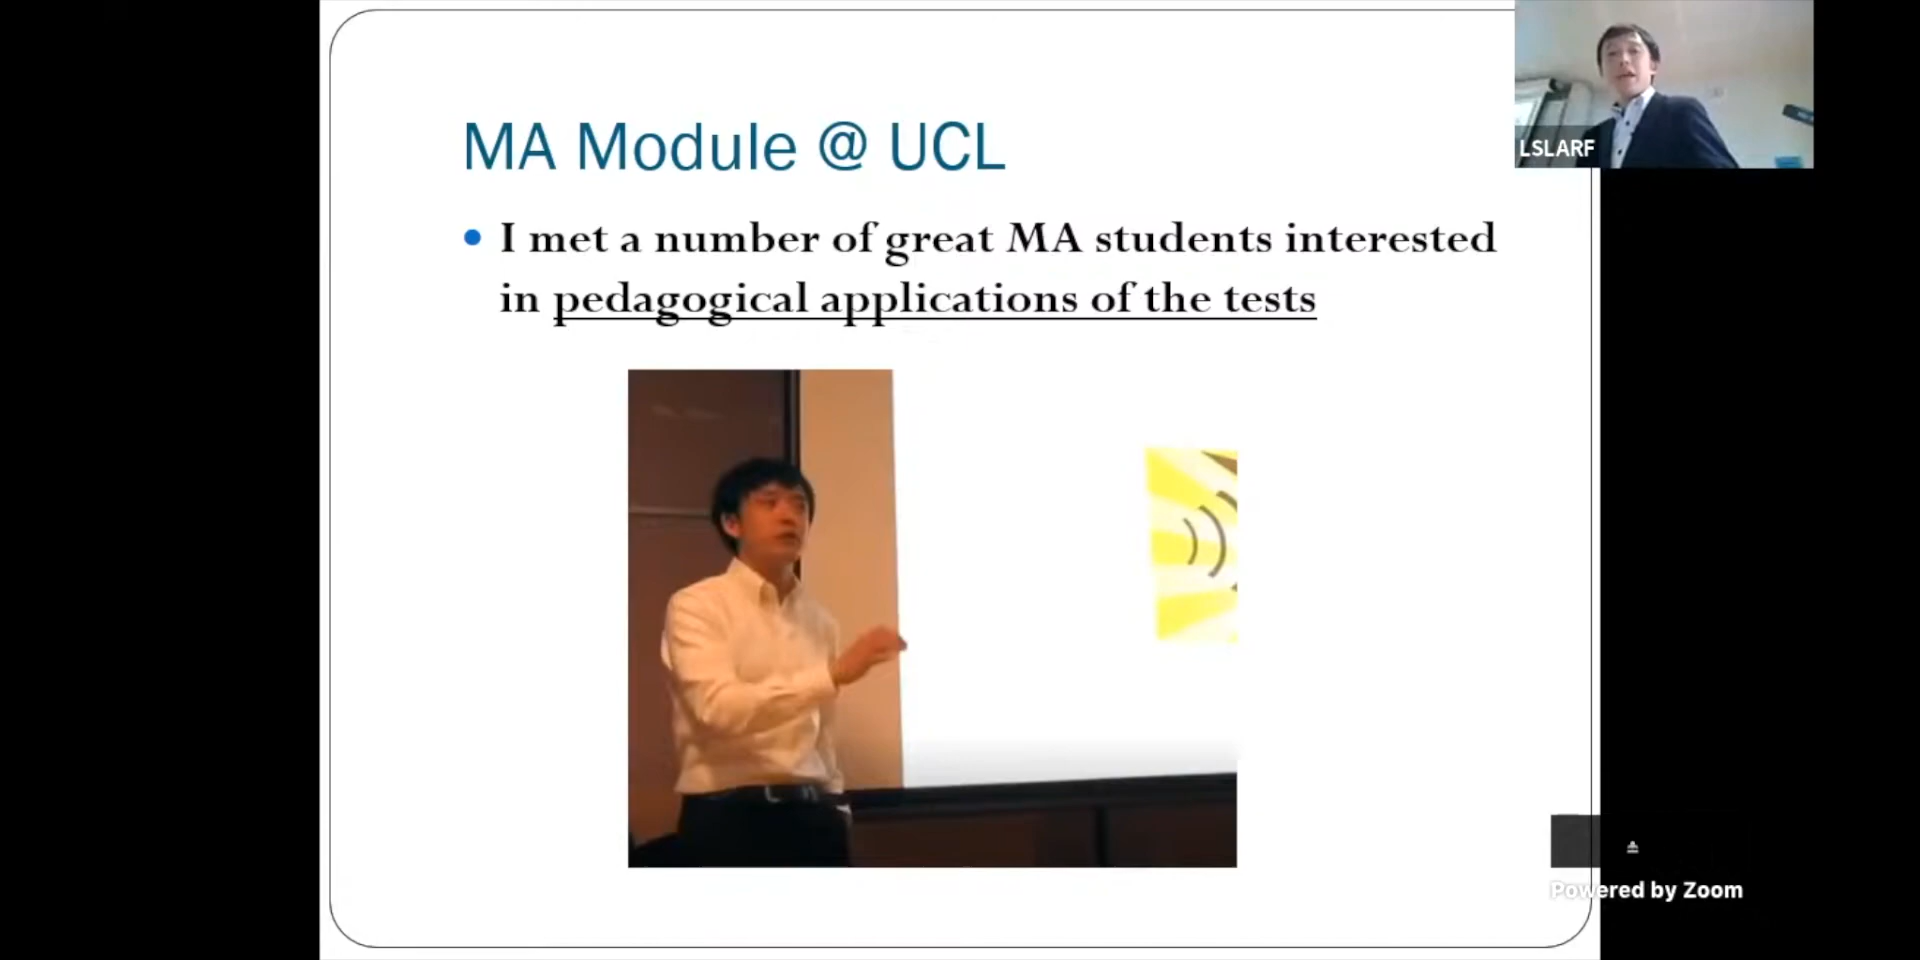 MA Module @ UCL
• I met a number of great MA students interested
in pedagogical applications of the tests
LSLARF
Powered by Zoom